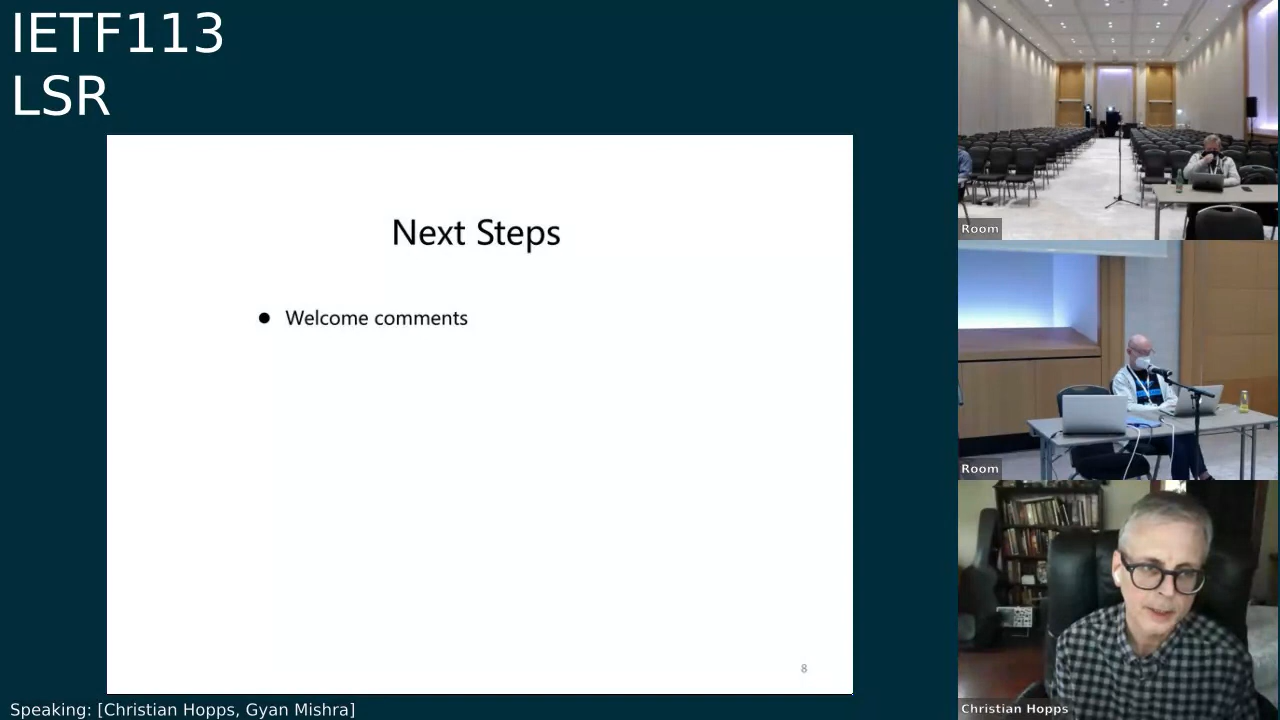 IETF113
LSR
Next Steps
● Welcome comments
8
Speaking: [Christian Hopps, Gyan Mishra]
Room
Room
Christian Hopps